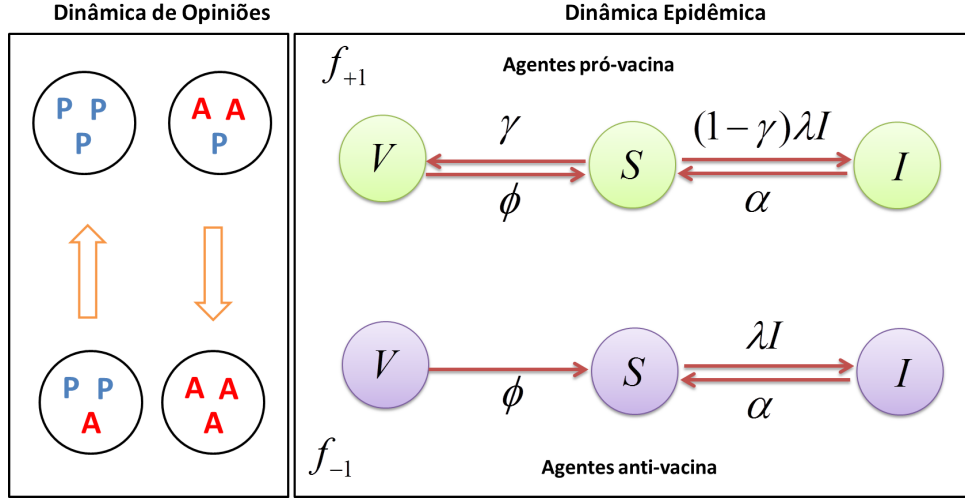 Dinâmica de Opiniões
P P
P
A A
P
P P
A
A A
A
Dinâmica Epidêmica
f+1
Agentes pró-vacina
V
γ
ϕ
S
(1−γ)λI
α
I
V
ϕ
S
λI
α
I
f−1
Agentes anti-vacina